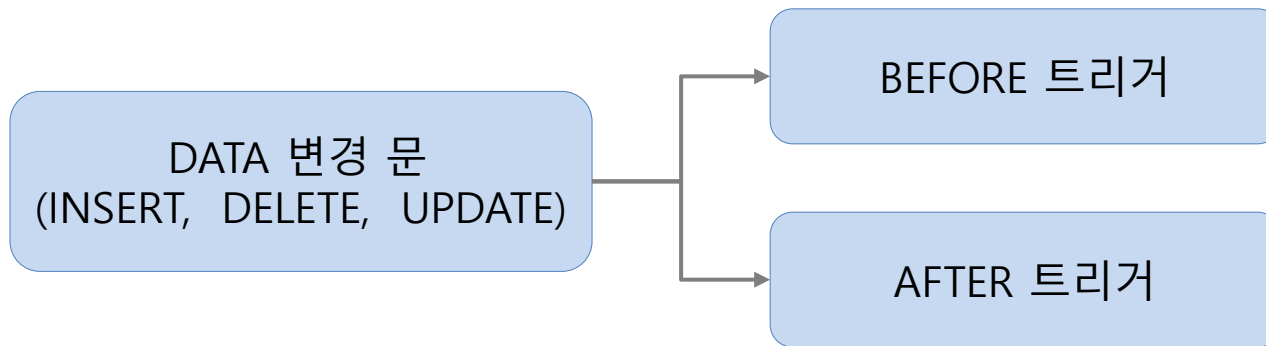 DATA 변경 문
(INSERT, DELETE, UPDATE)
BEFORE 트리거
AFTER 트리거